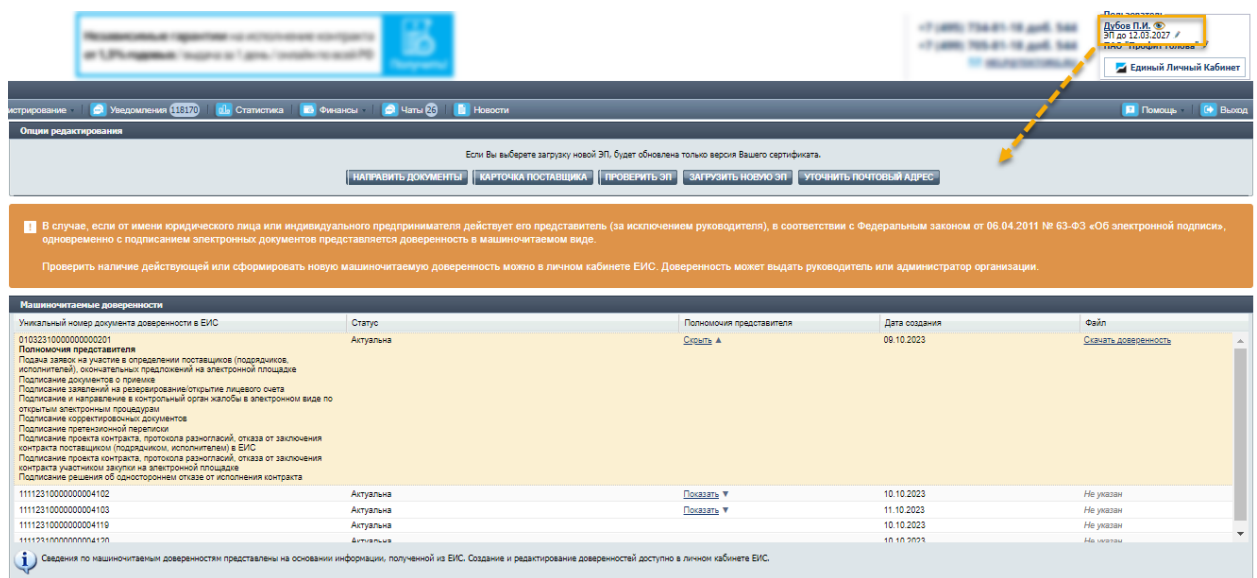 Пользователь
Дубов П.И.
ЭП до 12.03.2027
ПАО "Профит Голова"
Единый Личный Кабинет
истрирование
Уведомления 118170
Статистика
Финансы
Чаты 26
Новости
Помощь
Выход
Опции редактирования
Если Вы выберете загрузку новой ЭП, будет обновлена только версия Вашего сертификата.
НАПРАВИТЬ ДОКУМЕНТЫ КАРТОЧКА ПОСТАВЩИКА ПРОВЕРИТЬ ЭП ЗАГРУЗИТЬ НОВУЮ ЭП УТОЧНИТЬ ПОЧТОВЫЙ АДРЕС
В случае, если от имени юридического лица или индивидуального предпринимателя действует его представитель (за исключением руководителя), в соответствии с Федеральным законом от 06.04.2011 № 63-ФЗ «Об электронной подписи»,
одновременно с подписанием электронных документов представляется доверенность в машиночитаемом виде.
Проверить наличие действующей или сформировать новую машиночитаемую доверенность можно в личном кабинете ЕИС. Доверенность может выдать руководитель или администратор организации.
Машиночитаемые доверенности
Уникальный номер документа доверенности в ЕИС Статус Полномочия представителя Дата создания Файл
01032310000000000201 Актуальна Скрыть ▲ 09.10.2023 Скачать доверенность
Полномочия представителя
Подача заявок на участие в определении поставщиков (подрядчиков,
исполнителей), окончательных предложений на электронной площадке
Подписание документов о приемке
Подписание заявлений на резервирование/открытие лицевого счета
Подписание и направление в контрольный орган жалобы в электронном виде по
открытым электронным процедурам
Подписание корректировочных документов
Подписание претензионной переписки
Подписание проекта контракта, протокола разногласий, отказа от заключения
контракта поставщиком (подрядчиком, исполнителем) в ЕИС
Подписание проекта контракта, протокола разногласий, отказа от заключения
контракта участником закупки на электронной площадке
Подписание решения об одностороннем отказе от исполнения контракта
11112310000000004102 Актуальна Показать ▼ 10.10.2023 Не указан
11112310000000004103 Актуальна Показать ▼ 11.10.2023 Не указан
11112310000000004119 Актуальна 10.10.2023 Не указан
11112310000000004120 Актуальна 10.10.2023 Не указан
Сведения по машиночитаемым доверенностям представлены на основании информации, полученной из ЕИС. Создание и редактирование доверенностей доступно в личном кабинете ЕИС.